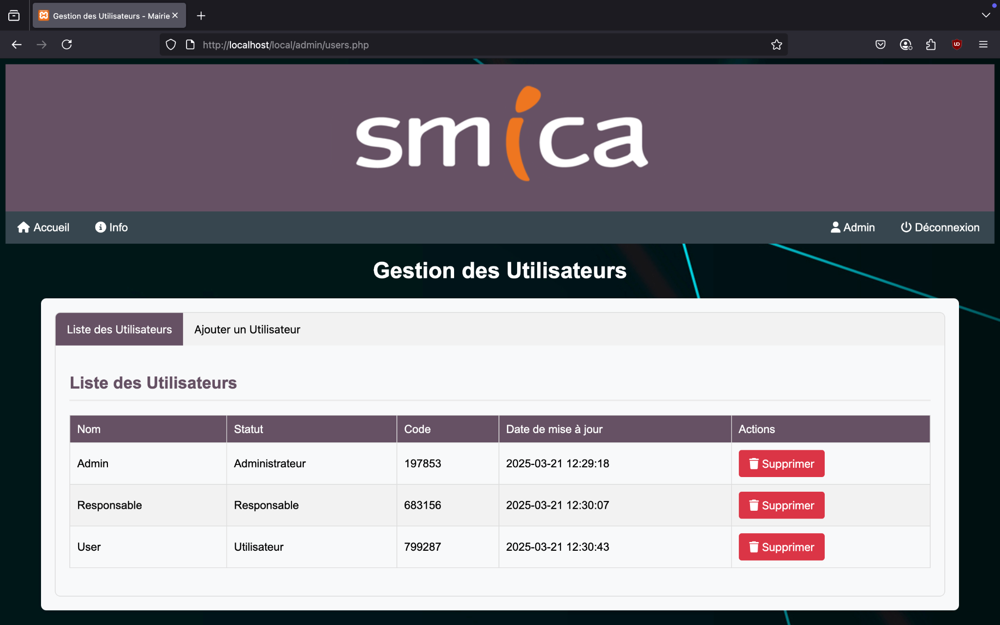 Gestion des Utilisateurs - Mairie
http://localhost/local/admin/users.php
smica
Accueil Info Admin Déconnexion
Gestion des Utilisateurs
Liste des Utilisateurs Ajouter un Utilisateur
Liste des Utilisateurs
Nom Statut Code Date de mise à jour Actions
Admin Administrateur 197853 2025-03-21 12:29:18 Supprimer
Responsable Responsable 683156 2025-03-21 12:30:07 Supprimer
User Utilisateur 799287 2025-03-21 12:30:43 Supprimer